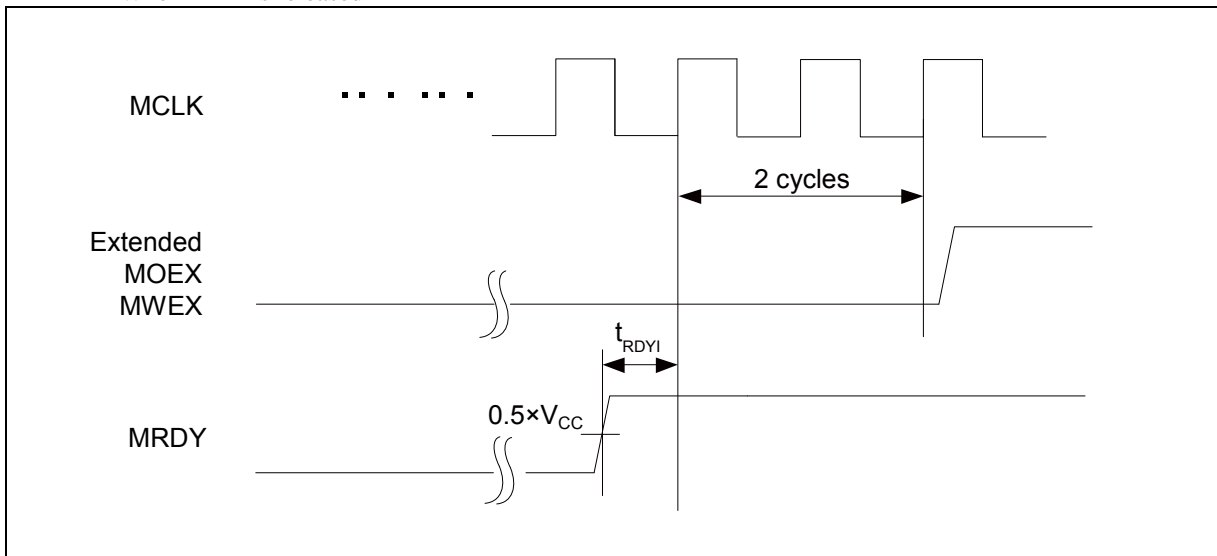 MCLK
2 cycles
Extended
MOEX
MWEX
tRDYI
0.5×VCC
MRDY